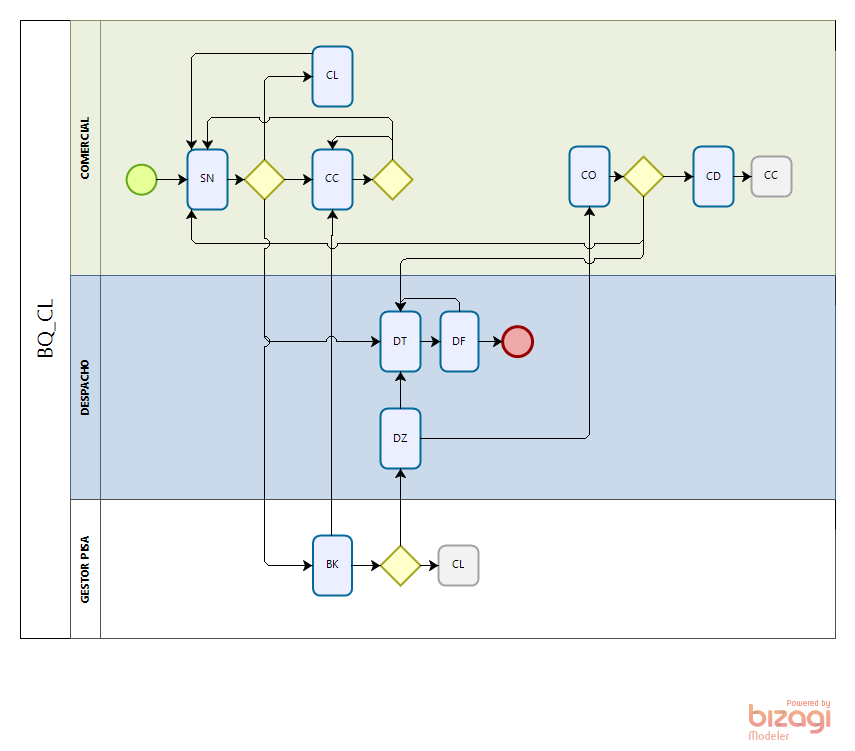 BQ_CL
COMERCIAL
CL
SN
CC
CO
CD
CC
DESPACHO
DT
DF
DZ
GESTOR PISA
BK
CL
Powered by
bizagi
Modeler